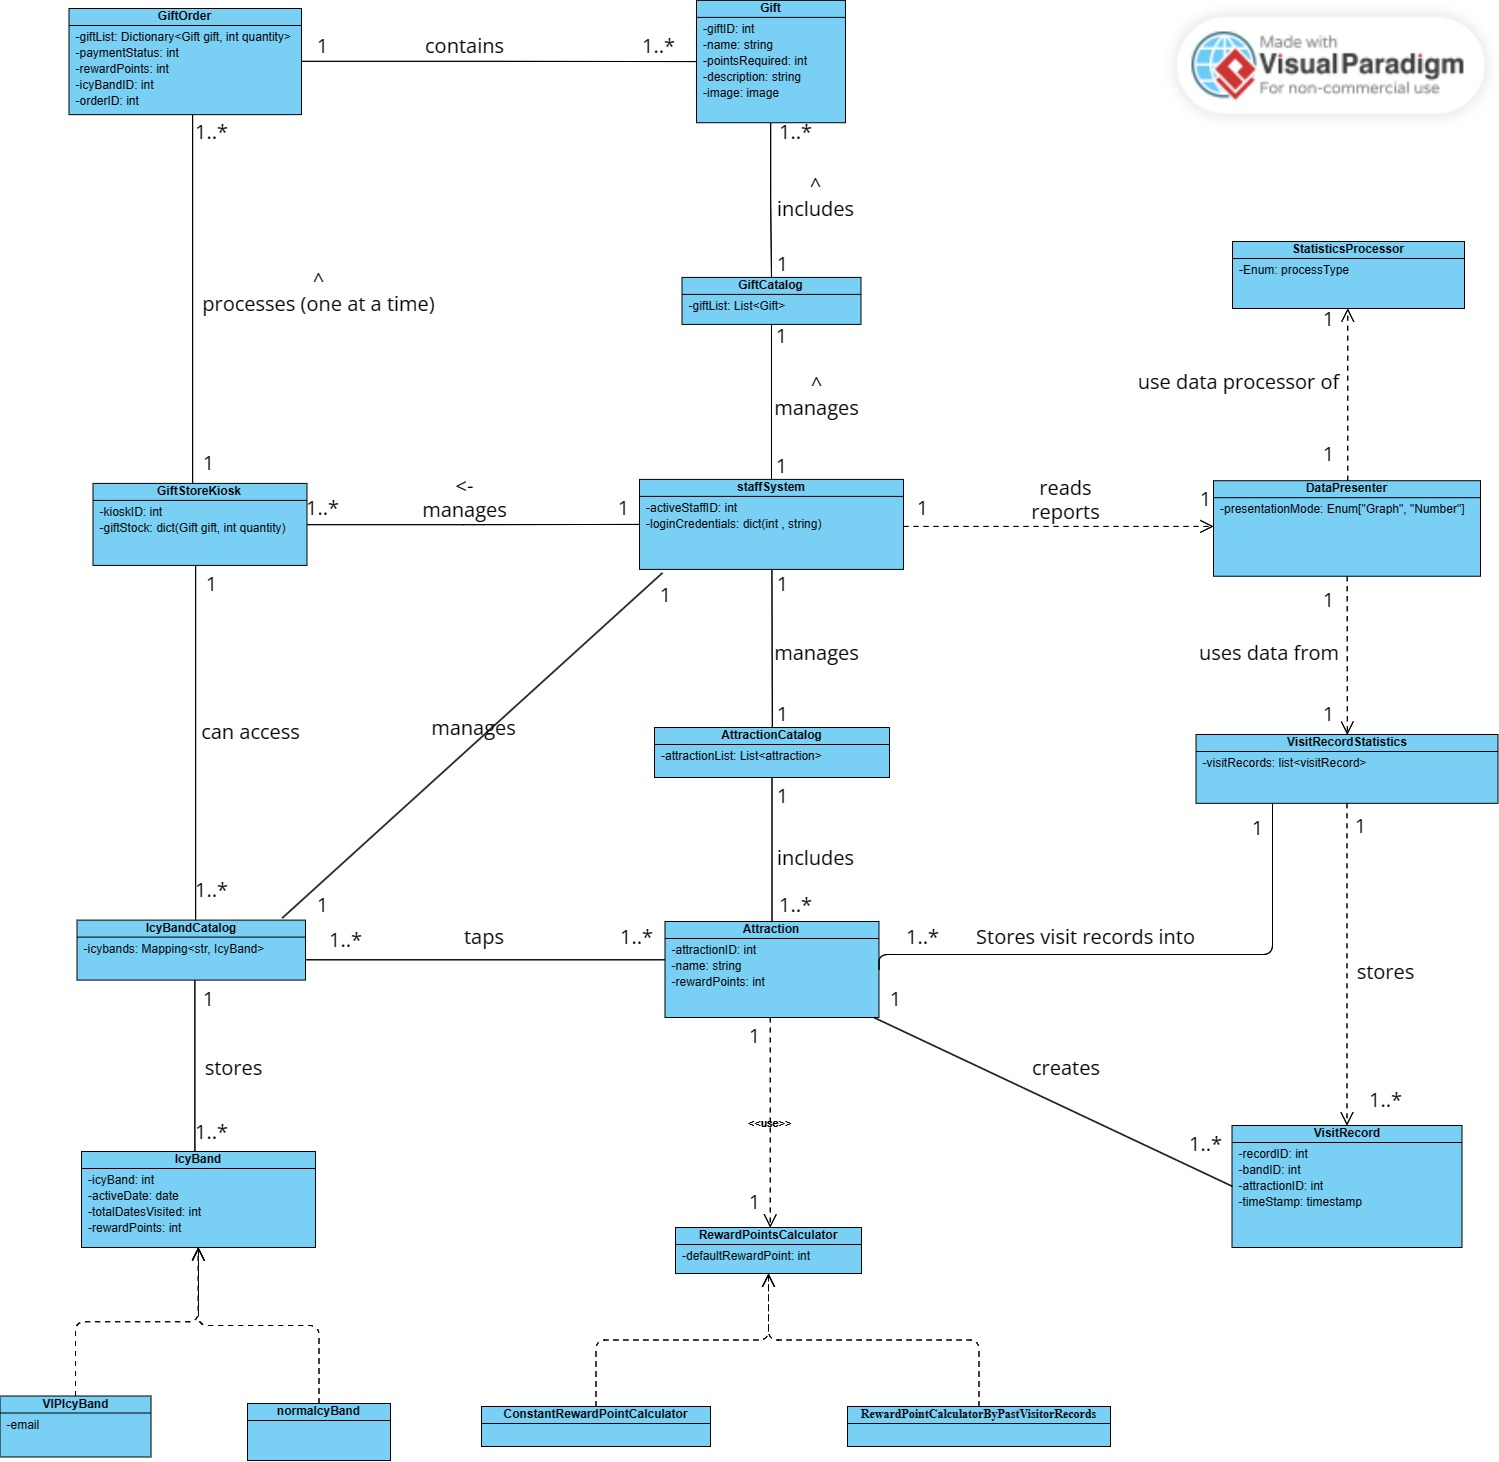 GiftOrder
-giftList: Dictionary<Gift gift, int quantity>
-paymentStatus: int
-rewardPoints: int
-icyBandID: int
-orderID: int
1
contains
1..*
Gift
-giftID: int
-name: string
-pointsRequired: int
-description: string
-image: image
Made with
VisualParadigm
For non-commercial use
1..*
1..*
^
includes
1
GiftCatalog
-giftList: List<Gift>
1
^
manages
1
^
processes (one at a time)
1
StatisticsProcessor
-Enum: processType
1
use data processor of
1
GiftStoreKiosk
-kioskID: int
-giftStock: dict(Gift gift, int quantity)
1..*
<-
manages
1
staffSystem
-activeStaffID: int
-loginCredentials: dict(int , string)
1
reads
reports
1
DataPresenter
-presentationMode: Enum["Graph", "Number"]
1
can access
1..*
1
manages
1
1
manages
1
AttractionCatalog
-attractionList: List<attraction>
1
includes
1..*
1
uses data from
1
VisitRecordStatistics
-visitRecords: list<visitRecord>
1
1
IcyBandCatalog
-icybands: Mapping<str, IcyBand>
1..*
taps
1..*
Attraction
-attractionID: int
-name: string
-rewardPoints: int
1..*
Stores visit records into
stores
1
stores
1..*
1
<<use>>
1
1
creates
1..*
1..*
IcyBand
-icyBand: int
-activeDate: date
-totalDatesVisited: int
-rewardPoints: int
VisitRecord
-recordID: int
-bandID: int
-attractionID: int
-timeStamp: timestamp
RewardPointsCalculator
-defaultRewardPoint: int
VIPIcyBand
-email
normalcyBand
ConstantRewardPointCalculator
RewardPointCalculatorByPastVisitorRecords